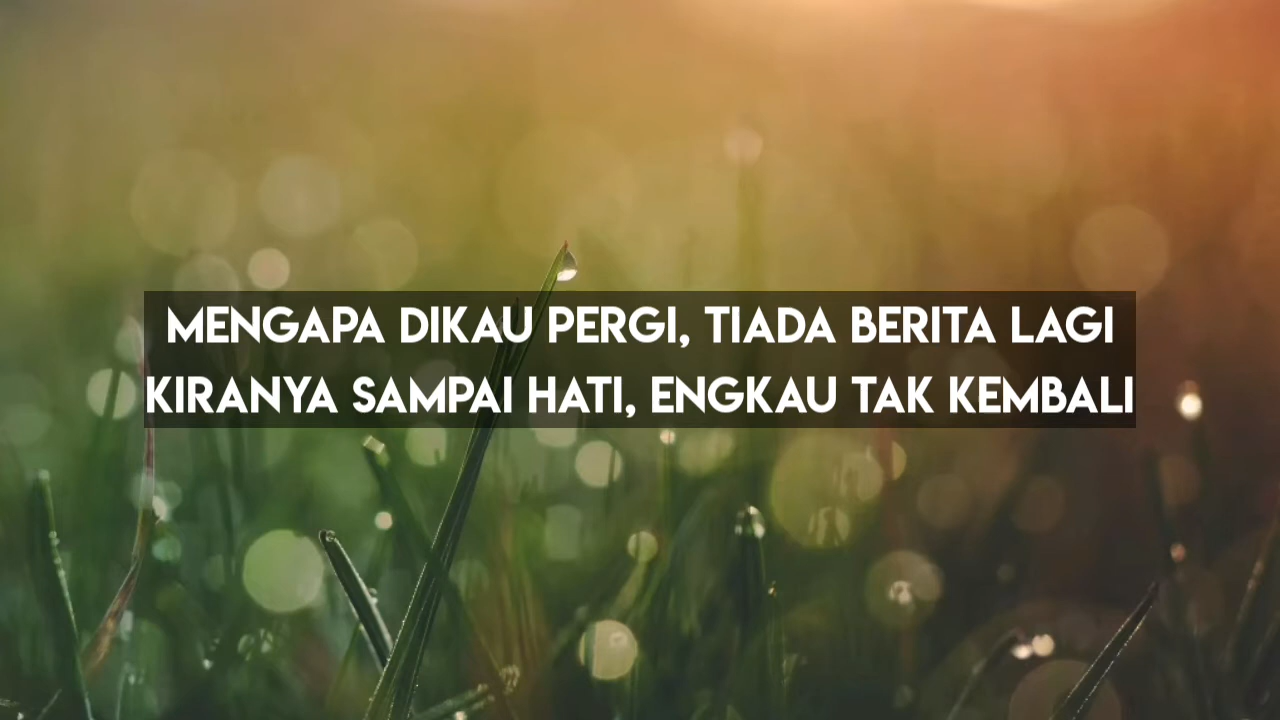 MENGAPA DIKAU PERGI, TIADA BERITA LAGI
KIRANYA SAMPAI HATI, ENGKAU TAK KEMBALI